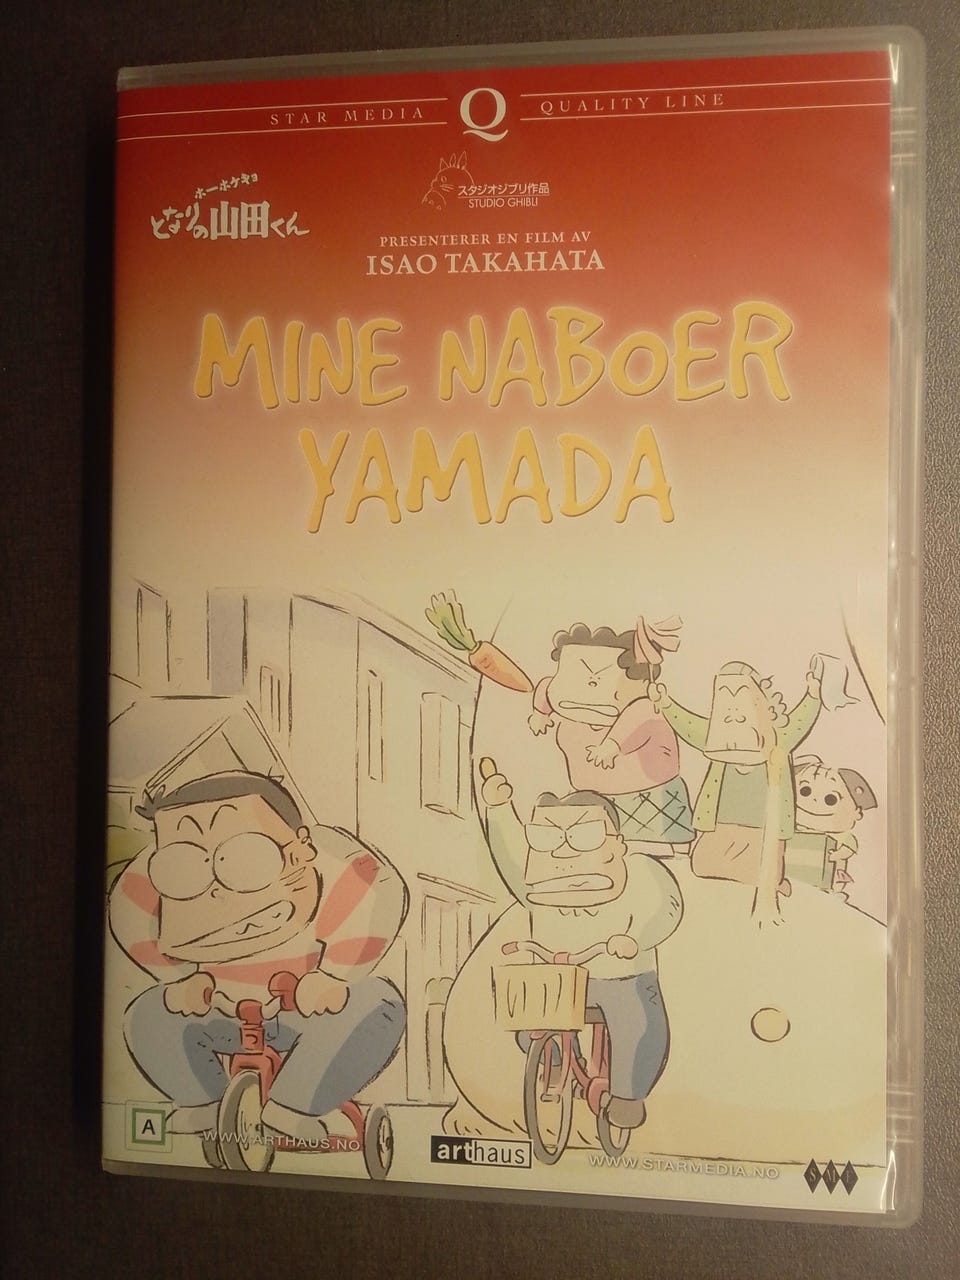 STAR MEDIA Q QUALITY LINE
ホーホケキョ
となりの山田くん
スタジオジブリ作品
STUDIO GHIBLI
PRESENTERER EN FILM AV
ISAO TAKAHATA
MINE NABOER
YAMADA
A
WWW.ARTHAUS.NO
arthaus
WWW.STARMEDIA.NO
SME